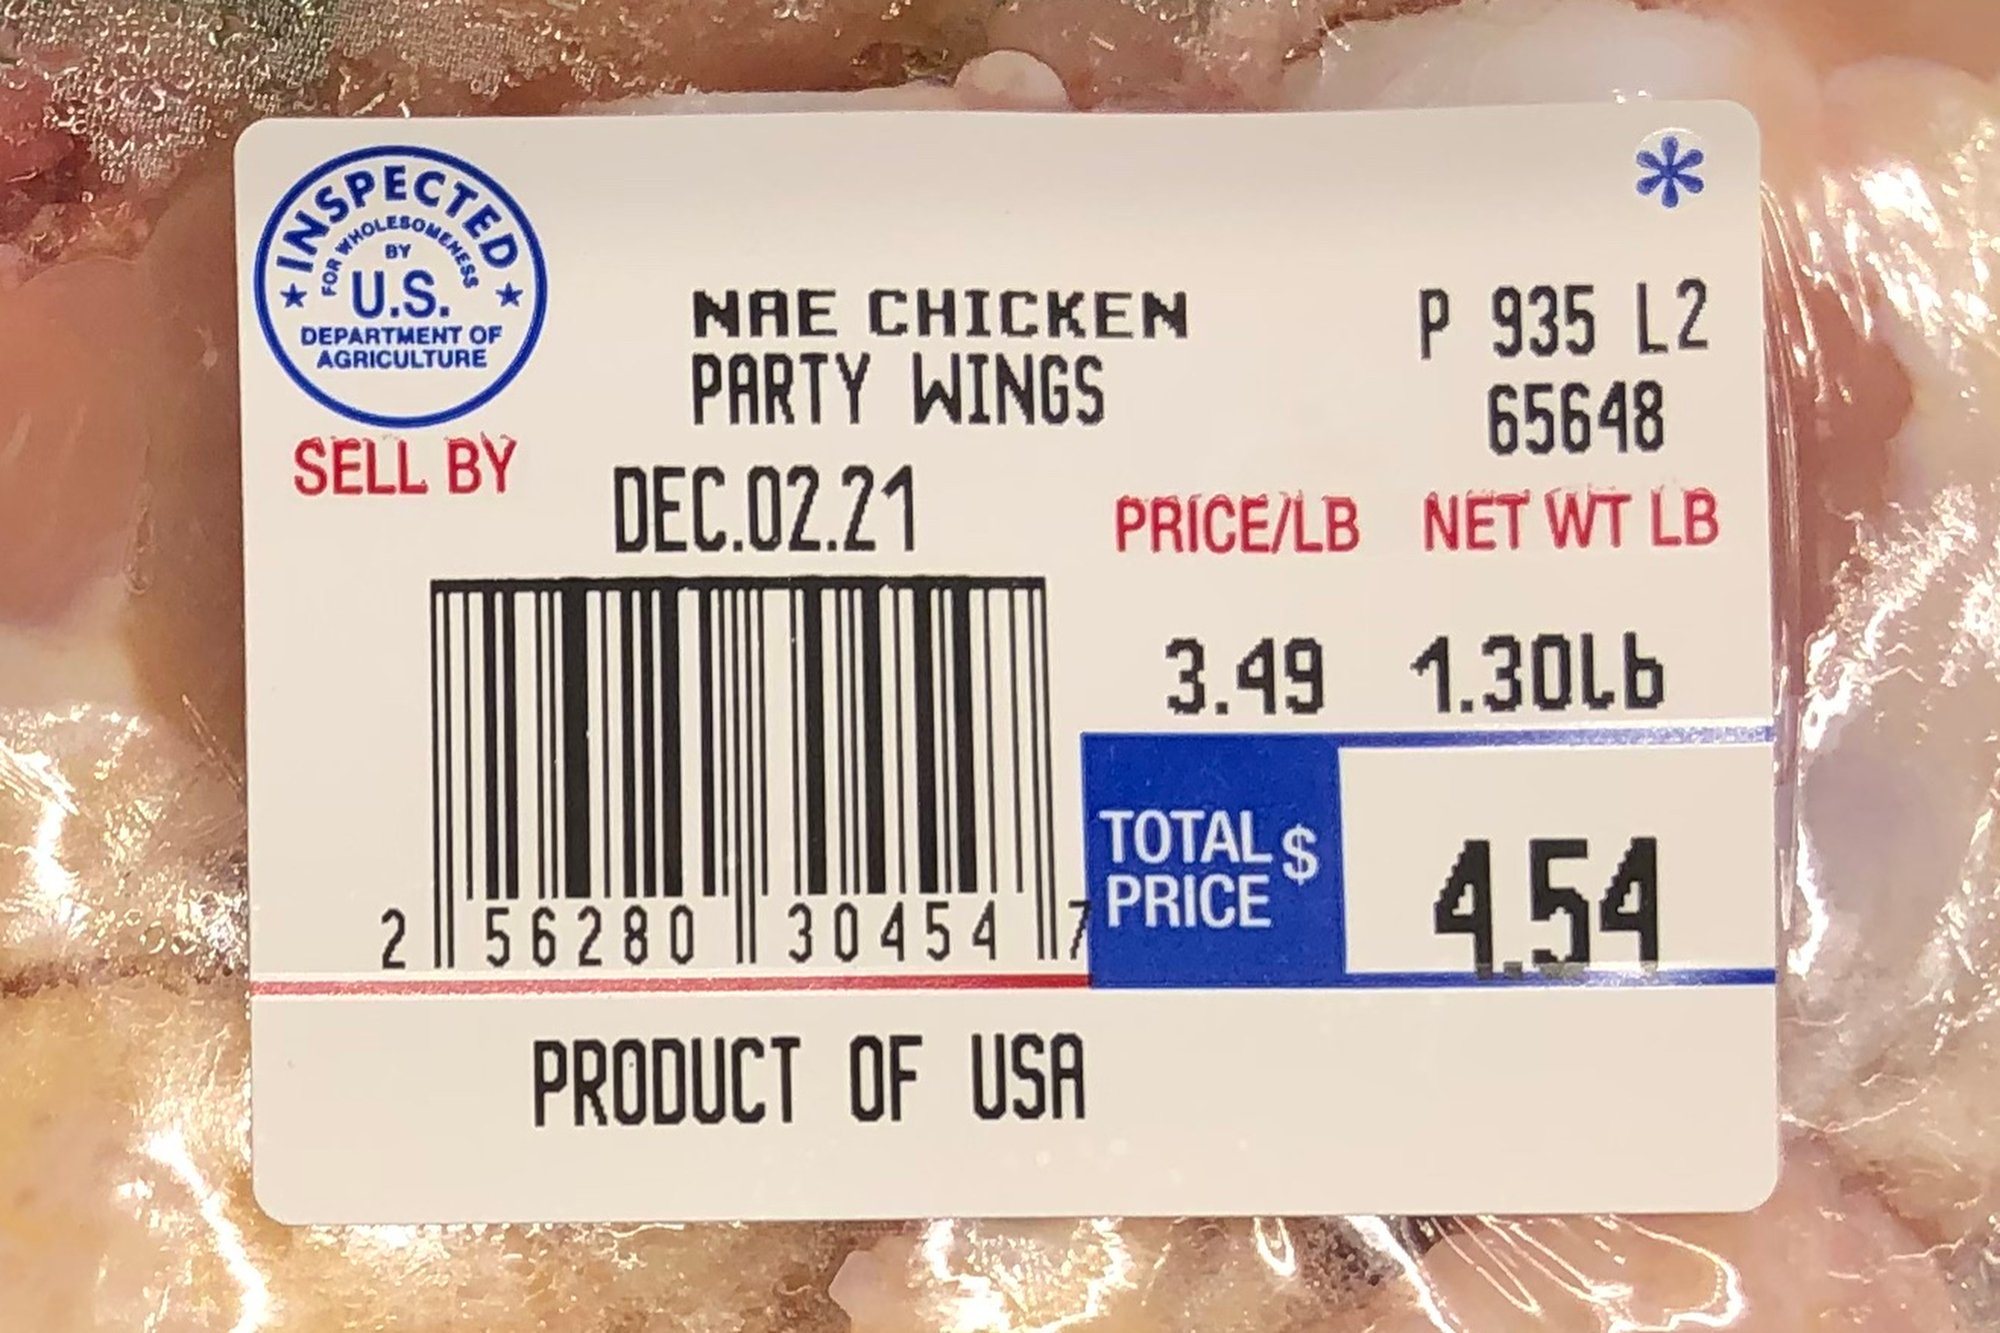 INSPECTED
FOR WHOLESOMENESS
BY
U.S.
DEPARTMENT OF
AGRICULTURE
*
NAE CHICKEN
PARTY WINGS
P 935 L2
65648
SELL BY
DEC.02.21
PRICE/LB NET WT LB
3.49 1.30lb
TOTAL PRICE $
4.54
2 56280 30454 7
PRODUCT OF USA